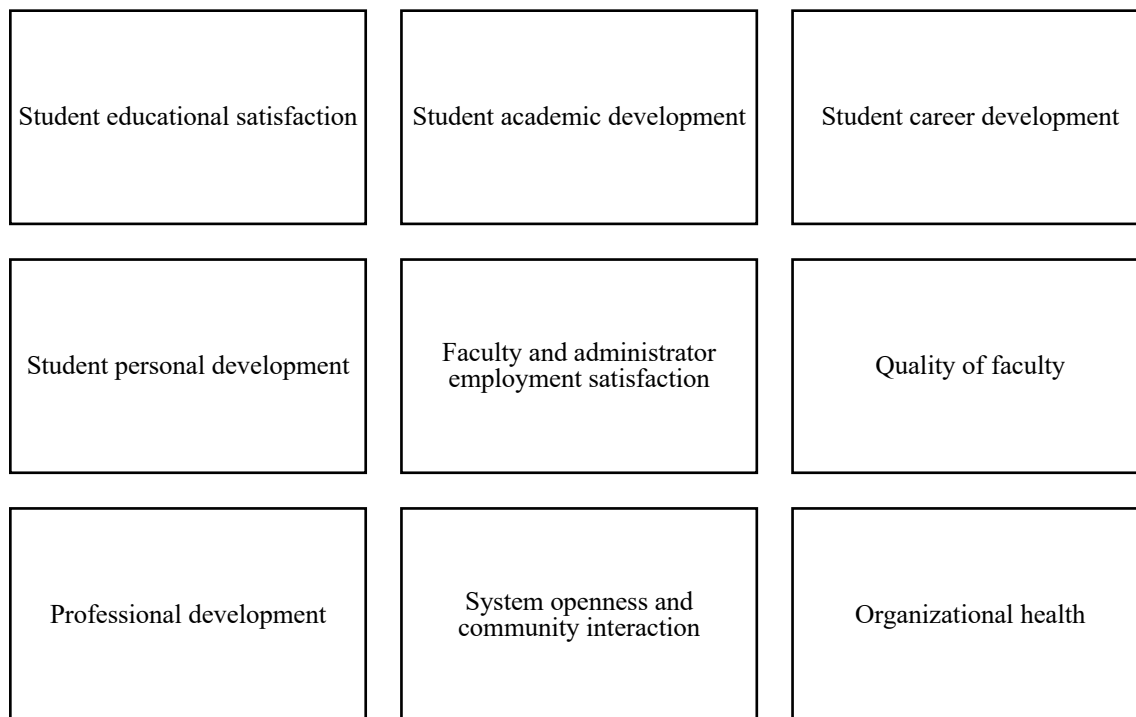 Student educational satisfaction
Student academic development
Student career development
Student personal development
Faculty and administrator
employment satisfaction
Quality of faculty
Professional development
System openness and
community interaction
Organizational health